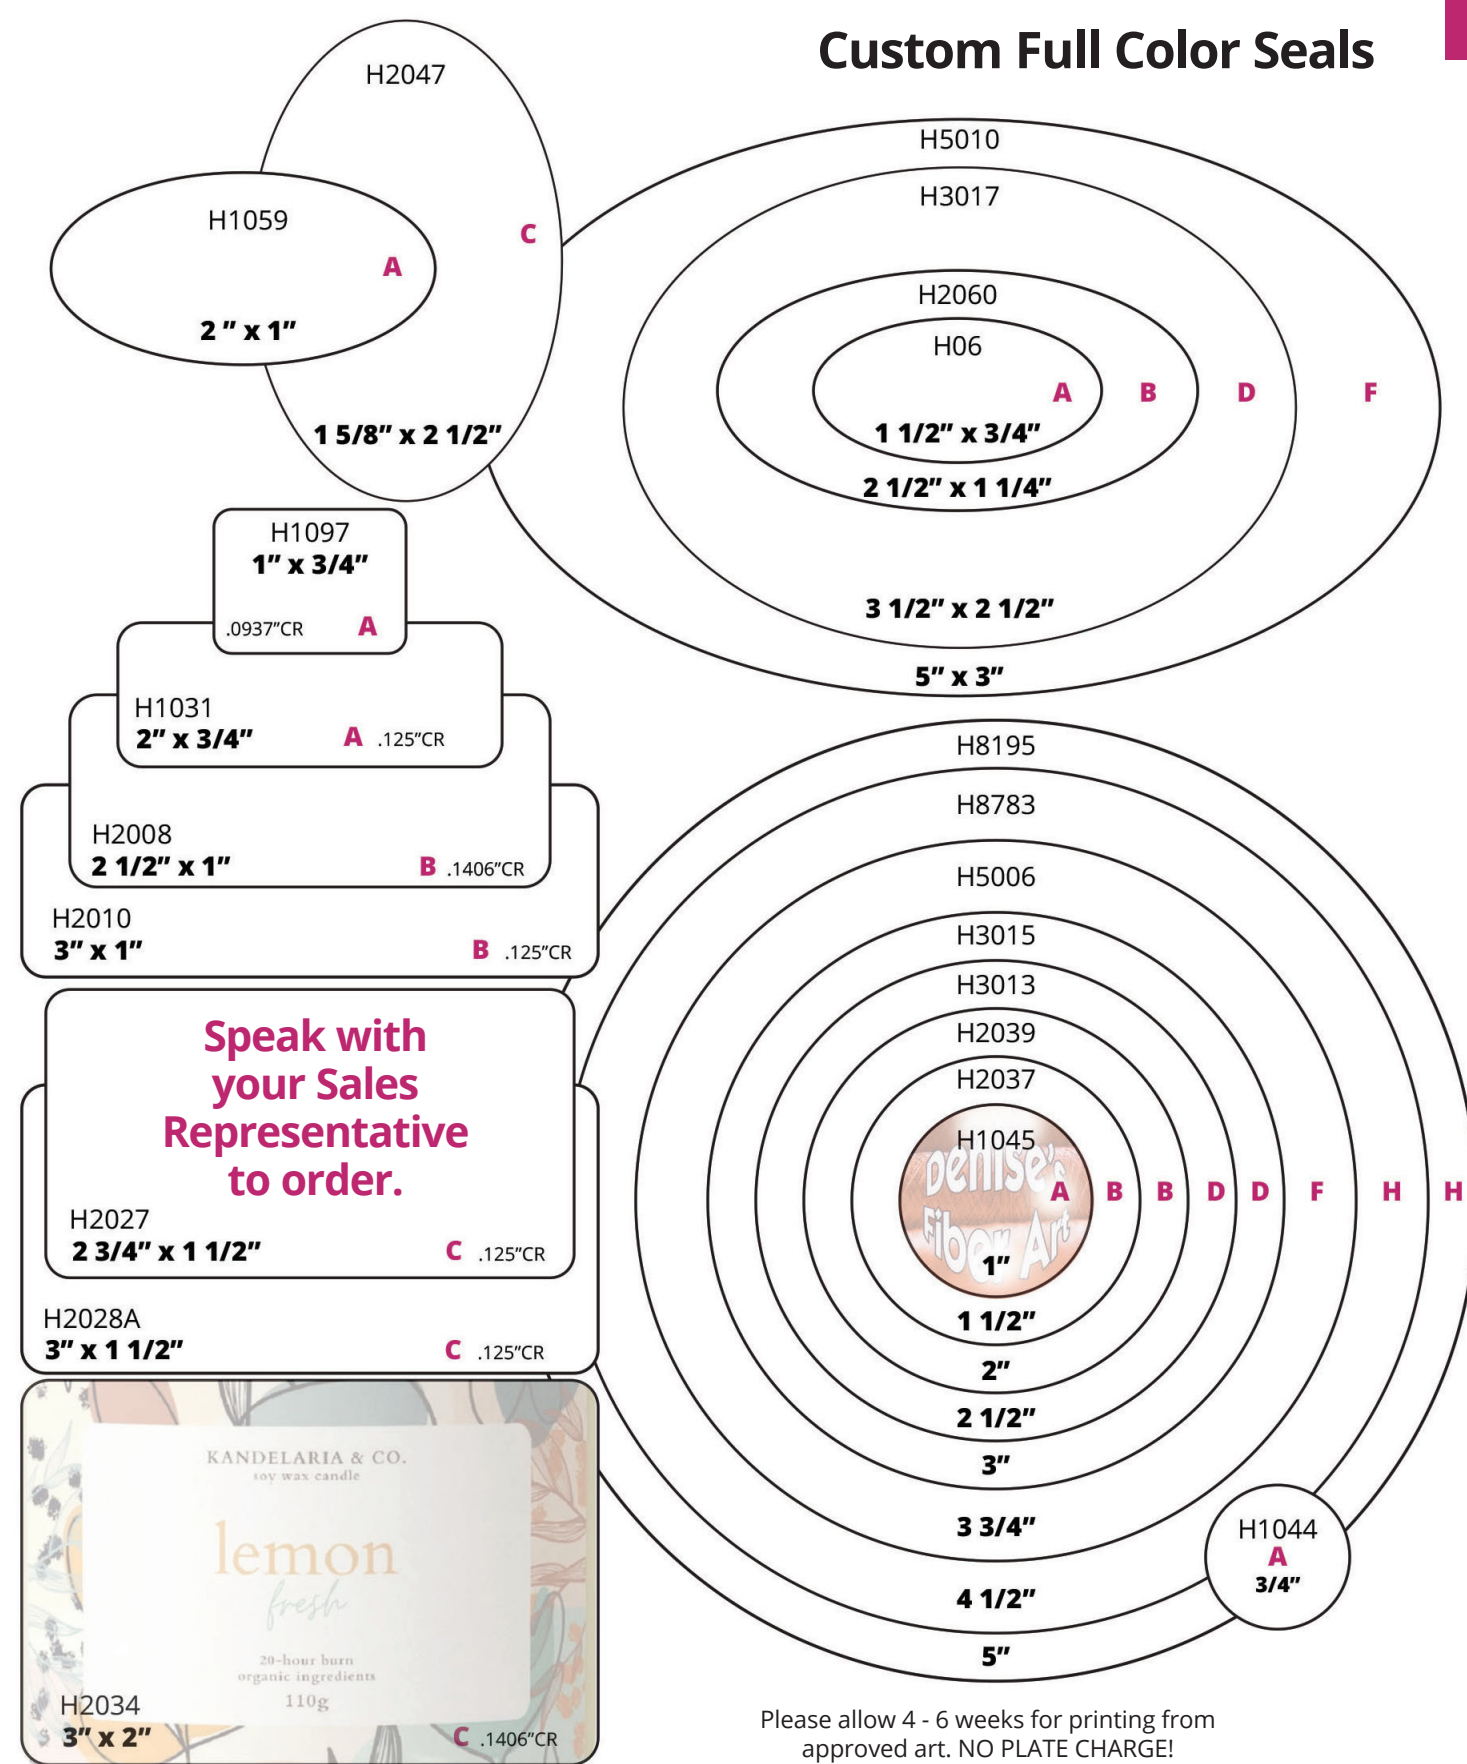 Custom Full Color Seals
H2047
C
1 5/8” x 2 1/2”
H1059
A
2 ” x 1”
H5010
H3017
H2060
H06
A B D F
1 1/2” x 3/4”
2 1/2” x 1 1/4”
3 1/2” x 2 1/2”
5” x 3”
H1097
1” x 3/4”
.0937”CR A
H1031
2” x 3/4” A .125”CR
H2008
2 1/2” x 1” B .1406”CR
H2010
3” x 1” B .125”CR
Speak with
your Sales
Representative
to order.
H2027
2 3/4” x 1 1/2” C .125”CR
H2028A
3” x 1 1/2” C .125”CR
KANDELARIA & CO.
soy wax candle
lemon
fresh
20-hour burn
organic ingredients
110g
H2034
3” x 2” C .1406”CR
H8195
H8783
H5006
H3015
H3013
H2039
H2037
H1045
Denise's
Fiber Art
A B B D D F H H
1”
1 1/2”
2”
2 1/2”
3”
3 3/4”
4 1/2”
5”
H1044
A
3/4”
Please allow 4 - 6 weeks for printing from
approved art. NO PLATE CHARGE!